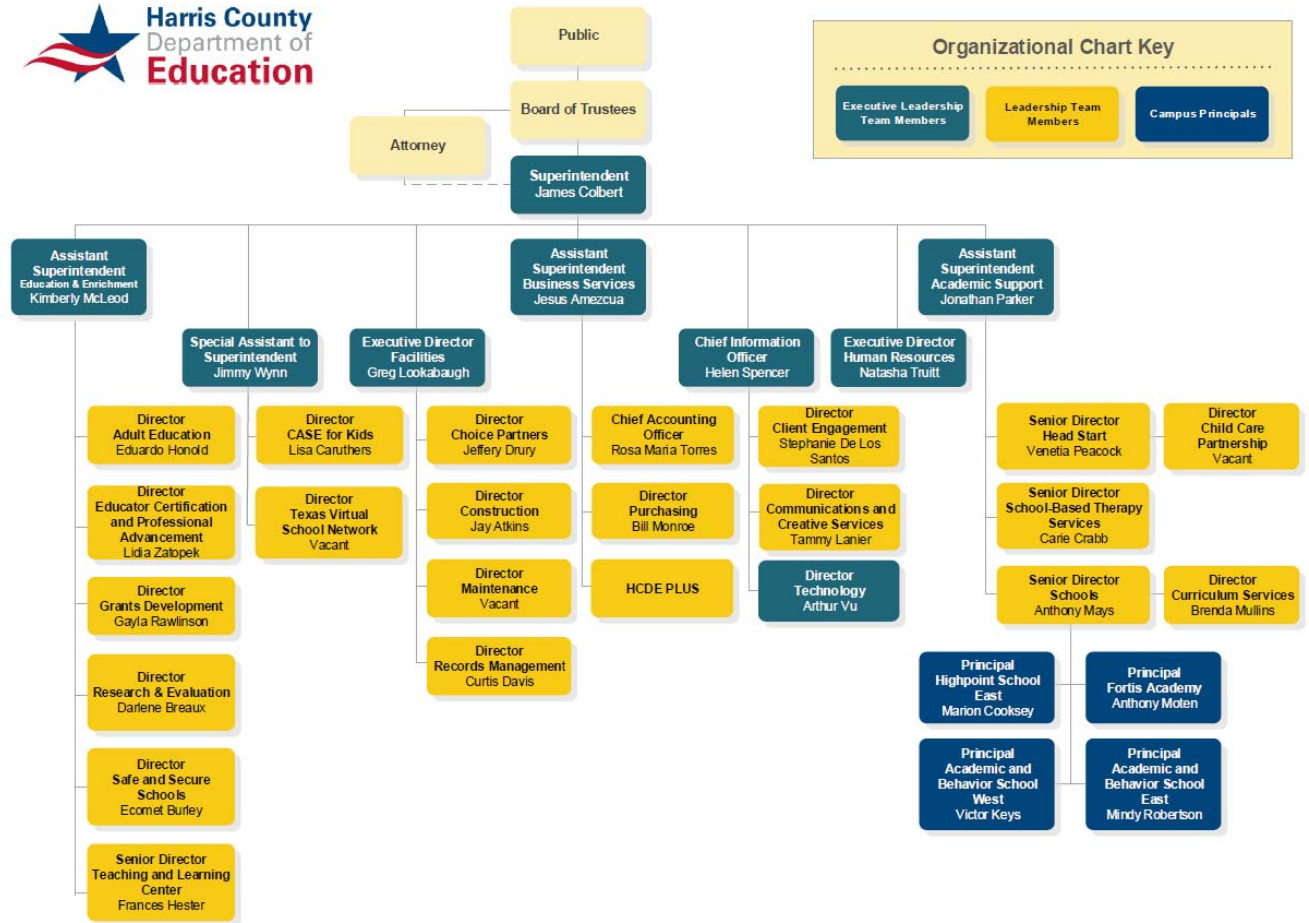 Harris County
Department of
Education
Public
Board of Trustees
Attorney
Superintendent
James Colbert
Organizational Chart Key
Executive Leadership
Team Members
Leadership Team
Members
Campus Principals
Assistant
Superintendent
Education & Enrichment
Kimberly McLeod
Assistant
Superintendent
Business Services
Jesus Amezcua
Assistant
Superintendent
Academic Support
Jonathan Parker
Special Assistant to
Superintendent
Jimmy Wynn
Executive Director
Facilities
Greg Lookabaugh
Chief Information
Officer
Helen Spencer
Executive Director
Human Resources
Natasha Truitt
Director
Adult Education
Eduardo Honold
Director
Educator Certification
and Professional
Advancement
Lidia Zatopek
Director
Grants Development
Gayla Rawlinson
Director
Research & Evaluation
Darlene Breaux
Director
Safe and Secure
Schools
Ecomet Burley
Senior Director
Teaching and Learning
Center
Frances Hester
Director
CASE for Kids
Lisa Caruthers
Director
Texas Virtual
School Network
Vacant
Director
Choice Partners
Jeffery Drury
Director
Construction
Jay Atkins
Director
Maintenance
Vacant
Director
Records Management
Curtis Davis
Chief Accounting
Officer
Rosa Maria Torres
Director
Purchasing
Bill Monroe
HCDE PLUS
Director
Client Engagement
Stephanie De Los
Santos
Director
Communications and
Creative Services
Tammy Lanier
Director
Technology
Arthur Vu
Senior Director
Head Start
Venetia Peacock
Director
Child Care
Partnership
Vacant
Senior Director
School-Based Therapy
Services
Carie Crabb
Senior Director
Schools
Anthony Mays
Director
Curriculum Services
Brenda Mullins
Principal
Highpoint School
East
Marion Cooksey
Principal
Fortis Academy
Anthony Moten
Principal
Academic and
Behavior School
West
Victor Keys
Principal
Academic and
Behavior School
East
Mindy Robertson